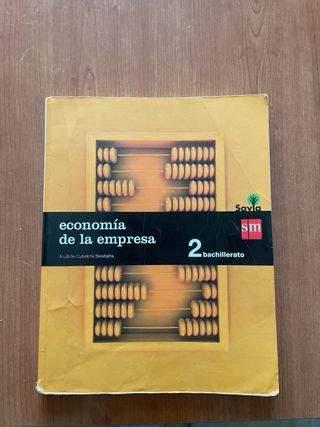 Savia
economía
de la empresa
sm
Andrés Cabrera Bautista
2 bachillerato